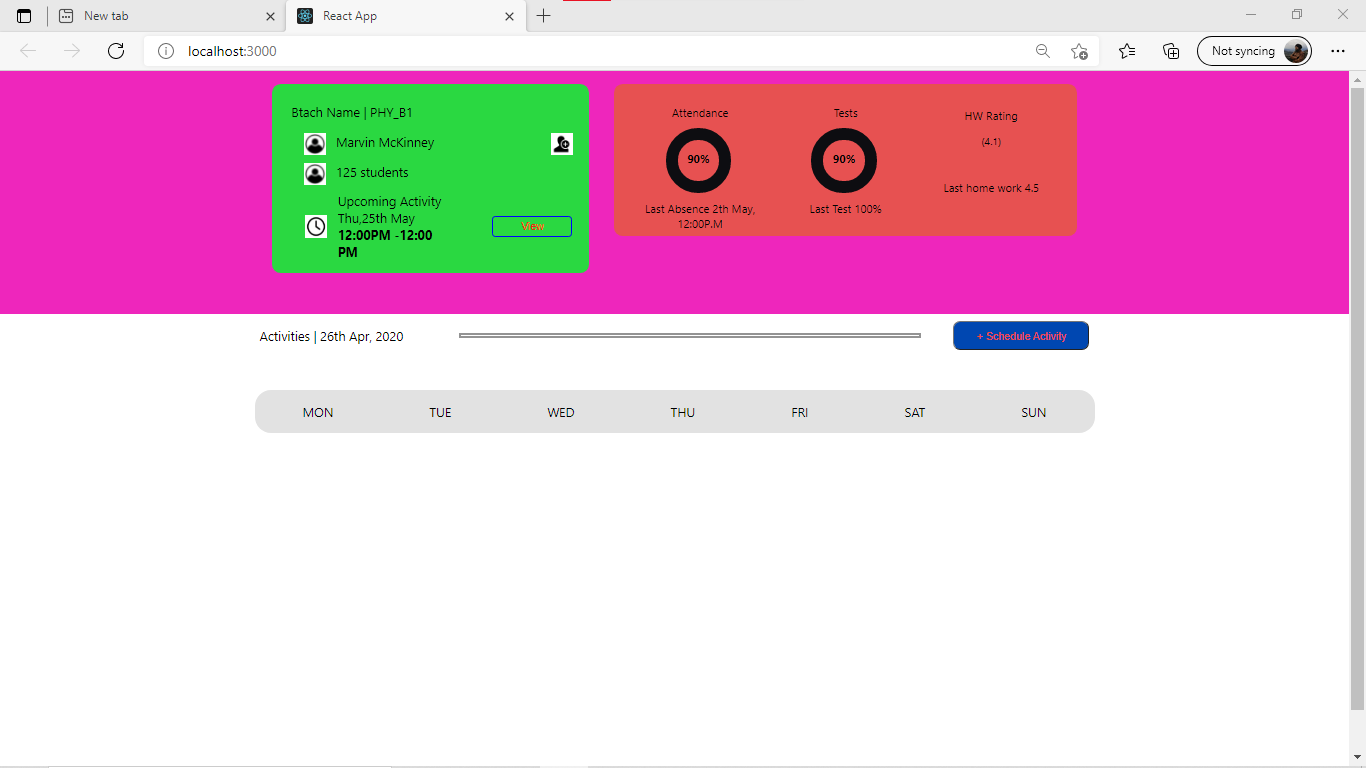 New tab
React App
localhost:3000
Not syncing
Btach Name | PHY_B1
Marvin McKinney
125 students
Upcoming Activity
Thu,25th May
12:00PM -12:00
PM
View
Attendance
90%
Last Absence 2th May,
12:00P.M
Tests
90%
Last Test 100%
HW Rating
(4.1)
Last home work 4.5
Activities | 26th Apr, 2020
+ Schedule Activity
MON TUE WED THU FRI SAT SUN